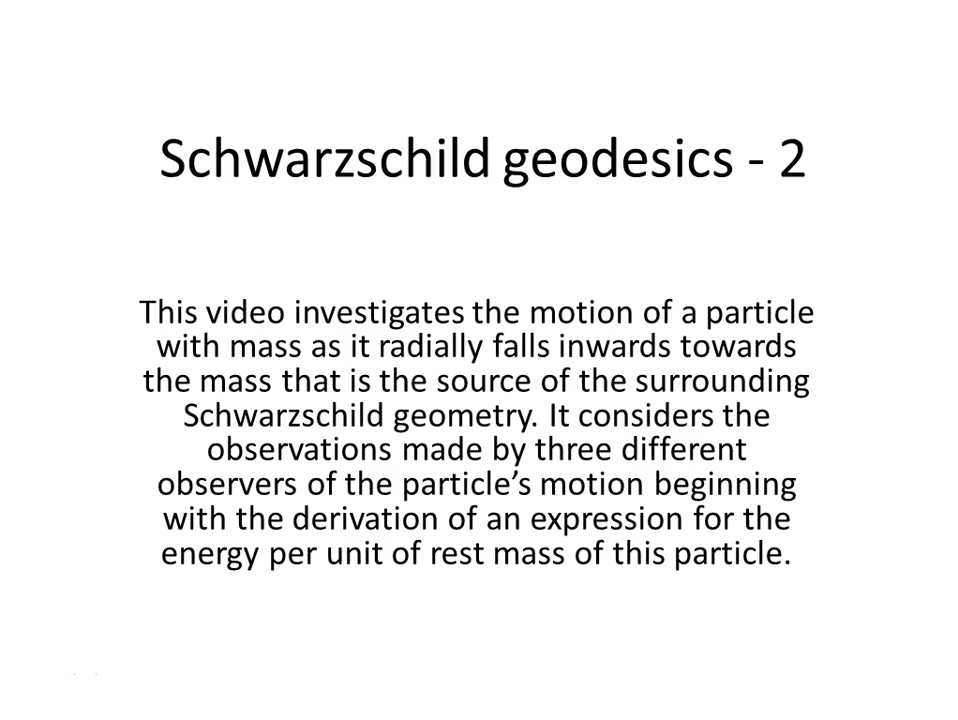 Schwarzschild geodesics - 2
This video investigates the motion of a particle
with mass as it radially falls inwards towards
the mass that is the source of the surrounding
Schwarzschild geometry. It considers the
observations made by three different
observers of the particle’s motion beginning
with the derivation of an expression for the
energy per unit of rest mass of this particle.